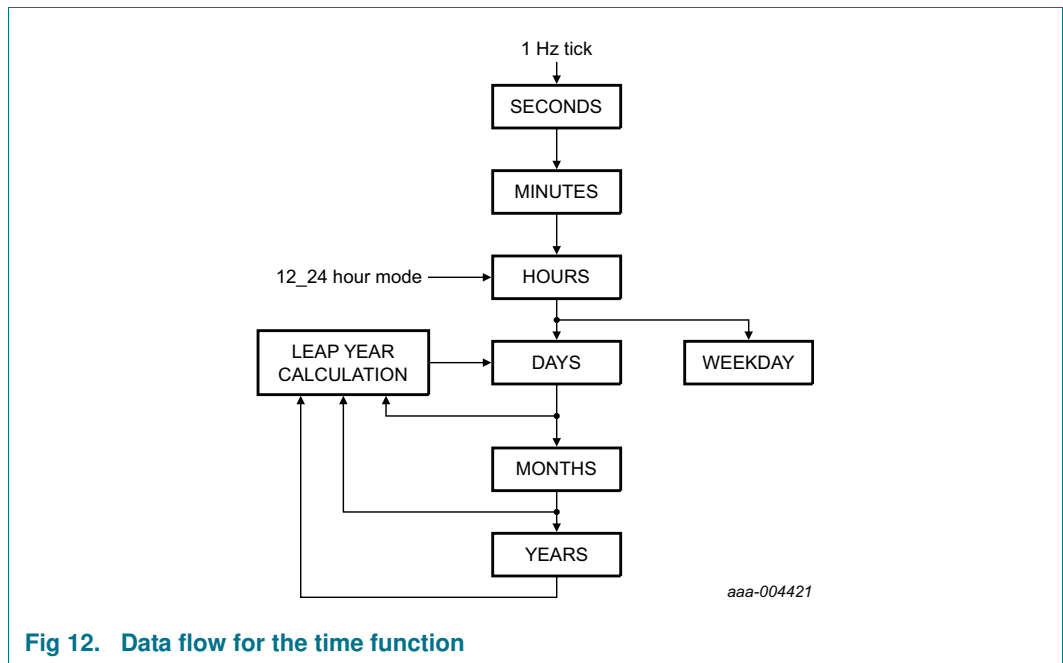 1 Hz tick
SECONDS
MINUTES
12_24 hour mode
HOURS
LEAP YEAR
CALCULATION
DAYS
WEEKDAY
MONTHS
YEARS
aaa-004421
Fig 12. Data flow for the time function